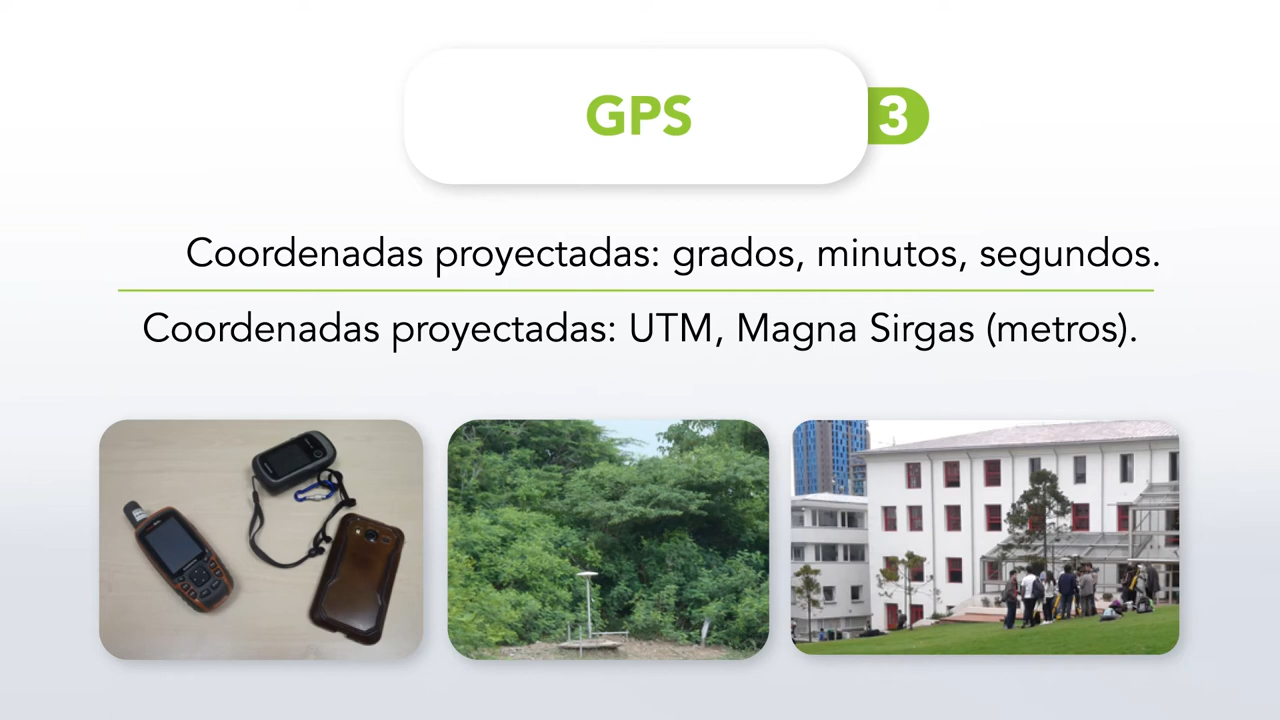 GPS
3
Coordenadas proyectadas: grados, minutos, segundos.
Coordenadas proyectadas: UTM, Magna Sirgas (metros).